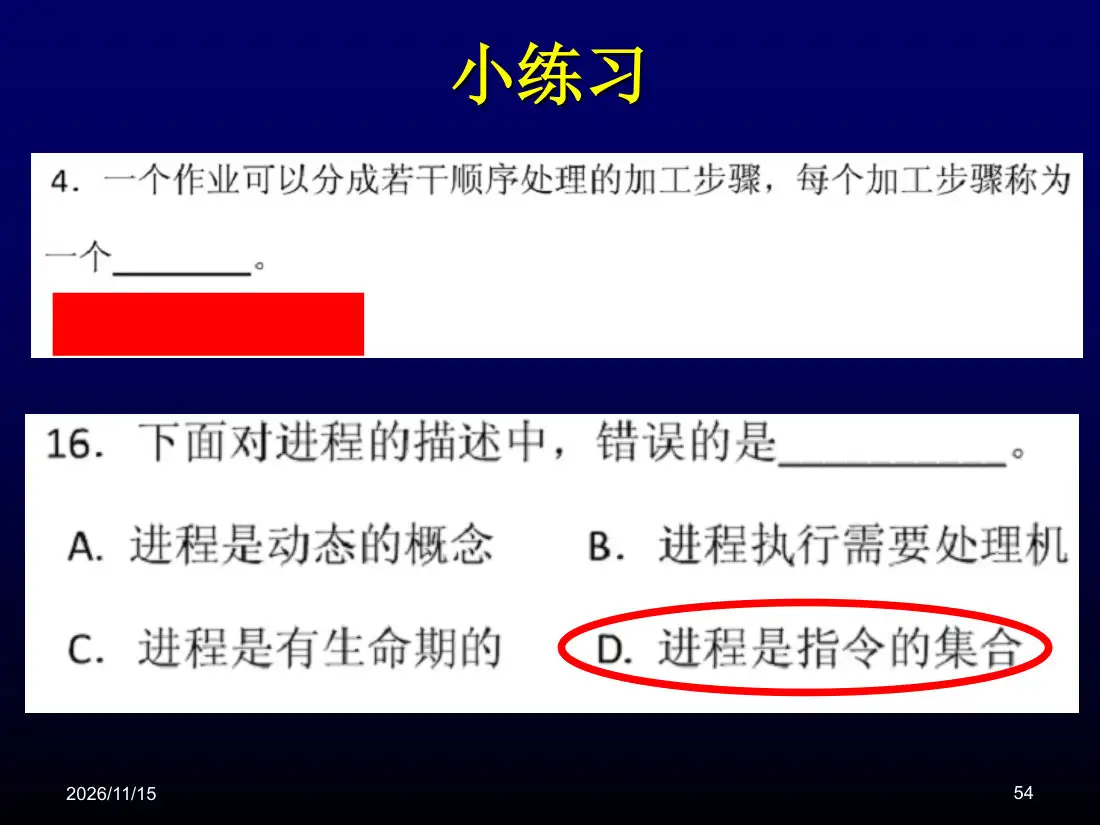 小练习
4. 一个作业可以分成若干顺序处理的加工步骤，每个加工步骤称为
一个________。
16. 下面对进程的描述中，错误的是__________。
A. 进程是动态的概念 B. 进程执行需要处理机
C. 进程是有生命期的 D. 进程是指令的集合
2026/11/15 54